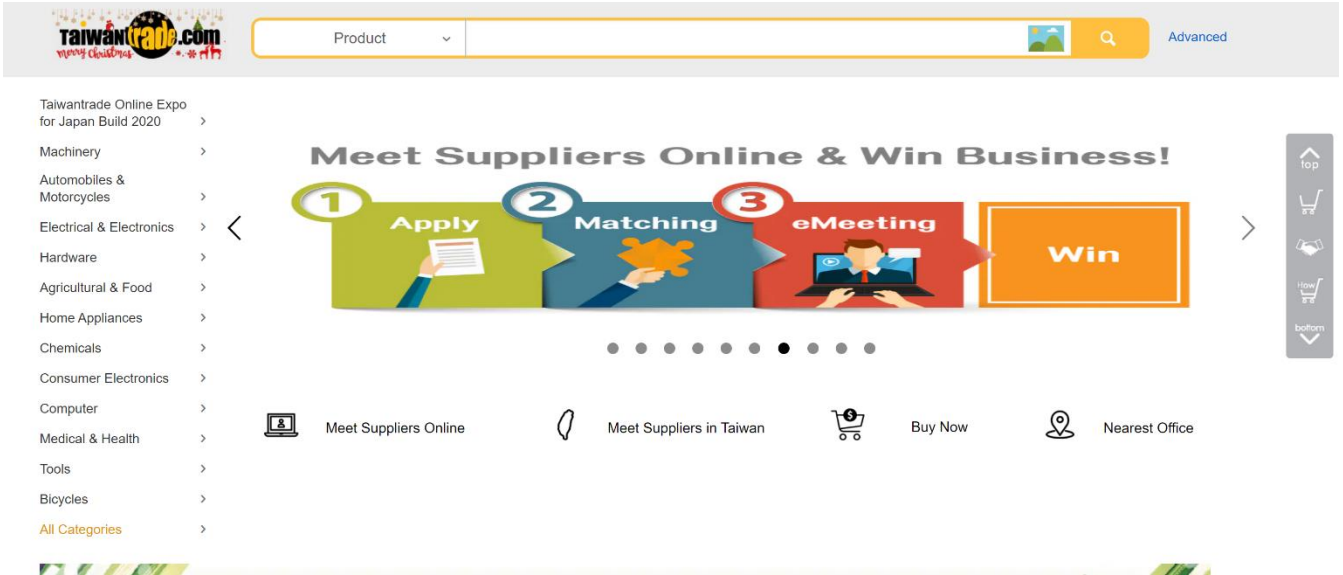 Taiwantrade.com
Merry Christmas
Product
Advanced
Taiwantrade Online Expo
for Japan Build 2020
Machinery
Automobiles &
Motorcycles
Electrical & Electronics
Hardware
Agricultural & Food
Home Appliances
Chemicals
Consumer Electronics
Computer
Medical & Health
Tools
Bicycles
All Categories
Meet Suppliers Online & Win Business!
1 2 3
Apply Matching eMeeting
Win
Meet Suppliers Online Meet Suppliers in Taiwan Buy Now Nearest Office
top
How
bottom